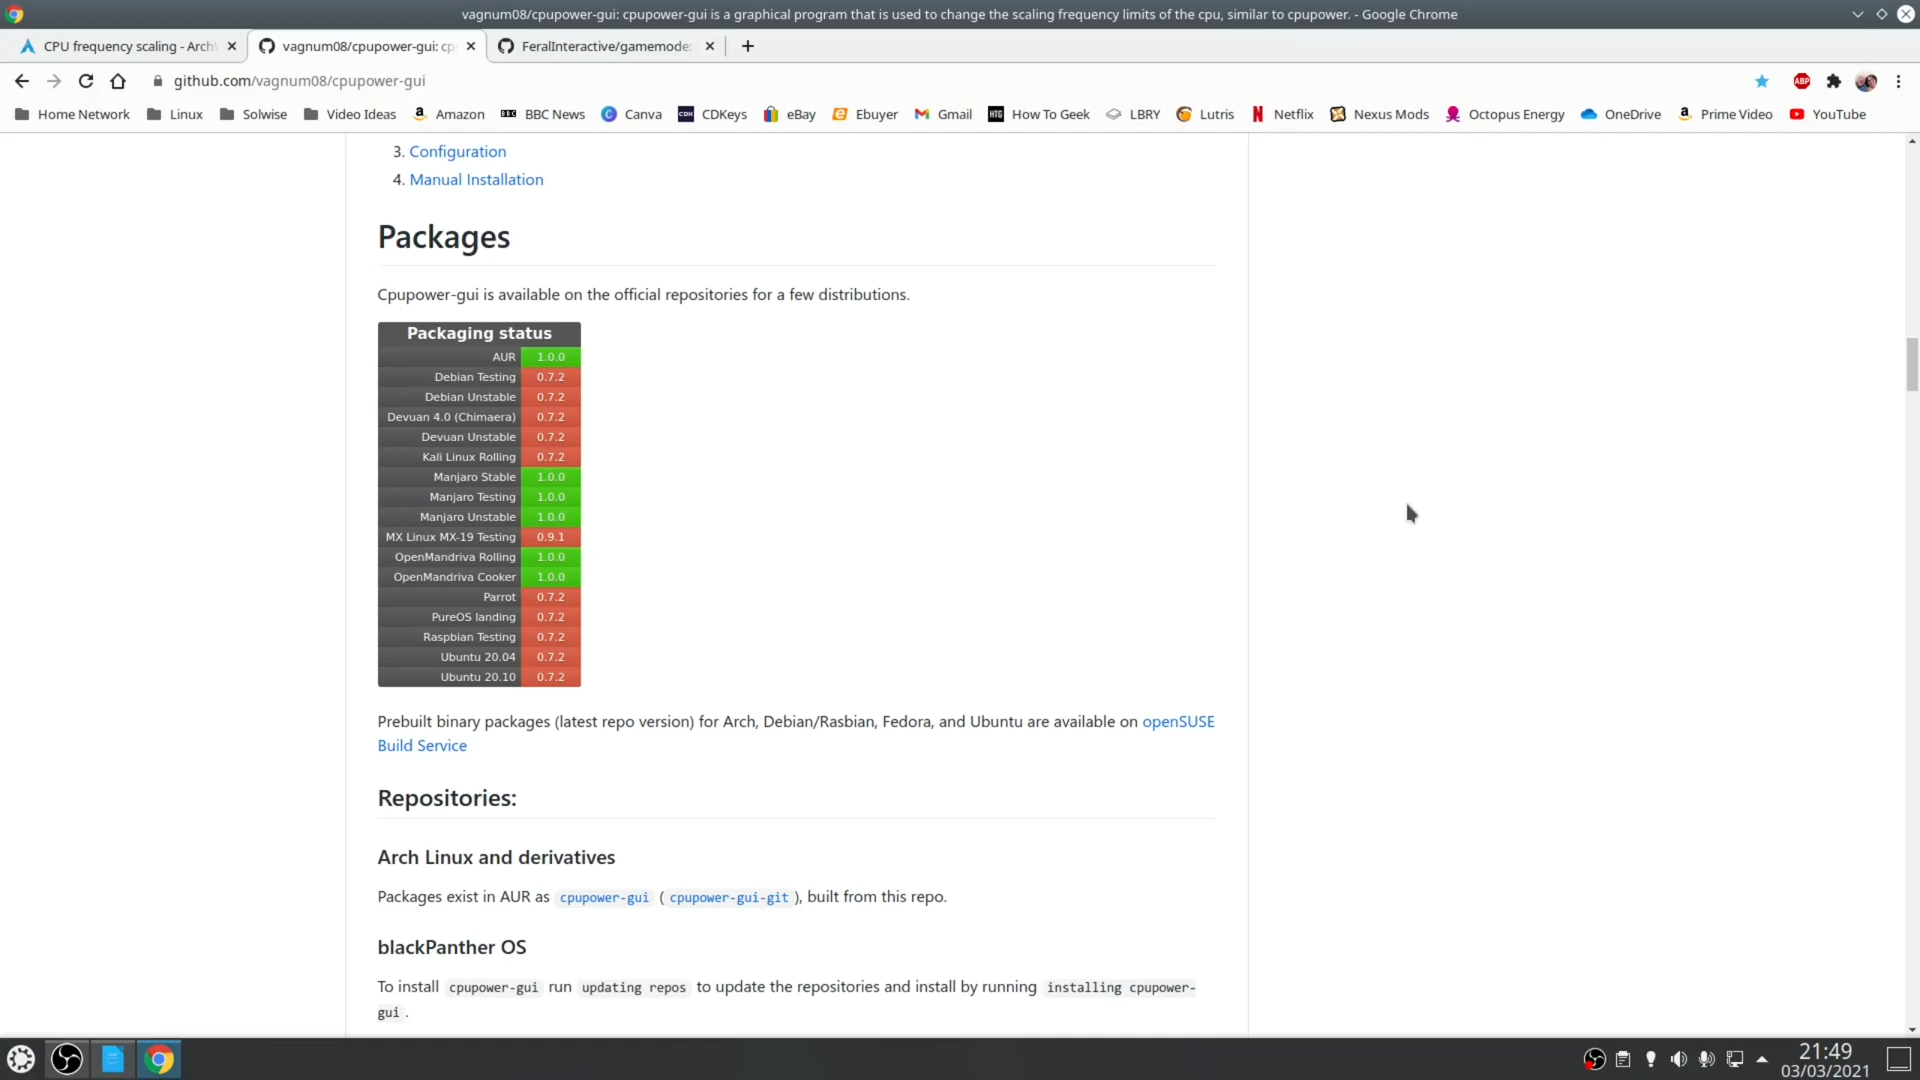 vagnum08/cpupower-gui: cpupower-gui is a graphical program that is used to change the scaling frequency limits of the cpu, similar to cpupower. - Google Chrome
CPU frequency scaling - ArchW
vagnum08/cpupower-gui: cp
FeralInteractive/gamemode:
github.com/vagnum08/cpupower-gui
ABP
Home Network
Linux
Solwise
Video Ideas
Amazon
BBC News
Canva
CDKeys
eBay
Ebuyer
Gmail
How To Geek
LBRY
Lutris
Netflix
Nexus Mods
Octopus Energy
OneDrive
Prime Video
YouTube
3. Configuration
4. Manual Installation
Packages
Cpupower-gui is available on the official repositories for a few distributions.
Packaging status
AUR 1.0.0
Debian Testing 0.7.2
Debian Unstable 0.7.2
Devuan 4.0 (Chimaera) 0.7.2
Devuan Unstable 0.7.2
Kali Linux Rolling 0.7.2
Manjaro Stable 1.0.0
Manjaro Testing 1.0.0
Manjaro Unstable 1.0.0
MX Linux MX-19 Testing 0.9.1
OpenMandriva Rolling 1.0.0
OpenMandriva Cooker 1.0.0
Parrot 0.7.2
PureOS landing 0.7.2
Raspbian Testing 0.7.2
Ubuntu 20.04 0.7.2
Ubuntu 20.10 0.7.2
Prebuilt binary packages (latest repo version) for Arch, Debian/Rasbian, Fedora, and Ubuntu are available on openSUSE
Build Service
Repositories:
Arch Linux and derivatives
Packages exist in AUR as cpupower-gui ( cpupower-gui-git ), built from this repo.
blackPanther OS
To install cpupower-gui run updating repos to update the repositories and install by running installing cpupower-
gui .
21:49
03/03/2021